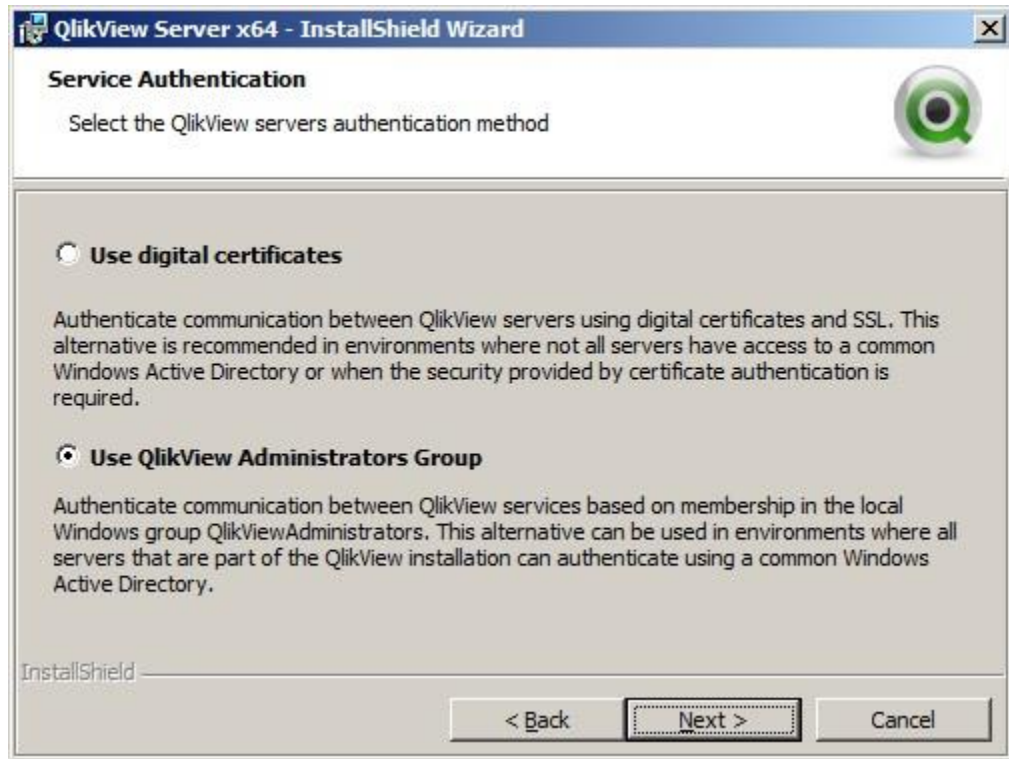 QlikView Server x64 - InstallShield Wizard
Service Authentication
Select the QlikView servers authentication method
Use digital certificates
Authenticate communication between QlikView servers using digital certificates and SSL. This
alternative is recommended in environments where not all servers have access to a common
Windows Active Directory or when the security provided by certificate authentication is
required.
Use QlikView Administrators Group
Authenticate communication between QlikView services based on membership in the local
Windows group QlikViewAdministrators. This alternative can be used in environments where all
servers that are part of the QlikView installation can authenticate using a common Windows
Active Directory.
InstallShield
< Back Next > Cancel